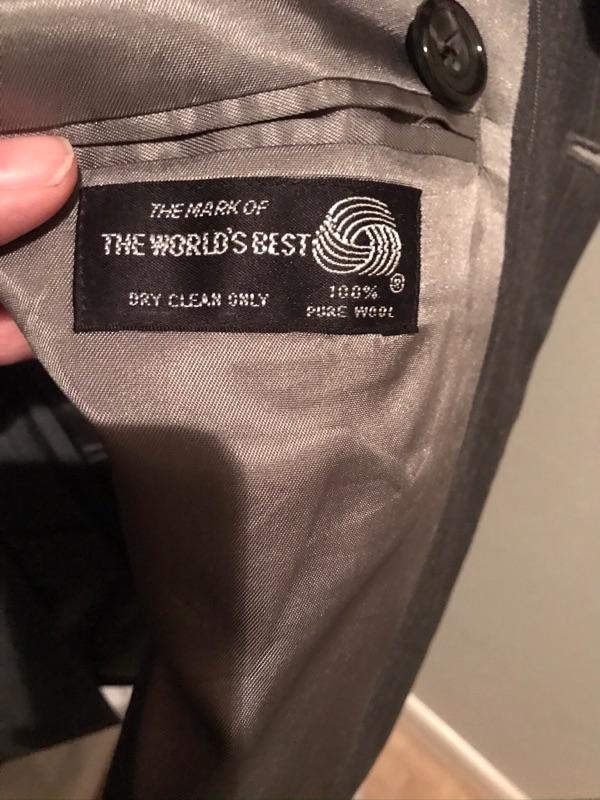 THE MARK OF
THE WORLD'S BEST
®
DRY CLEAN ONLY
100%
PURE WOOL